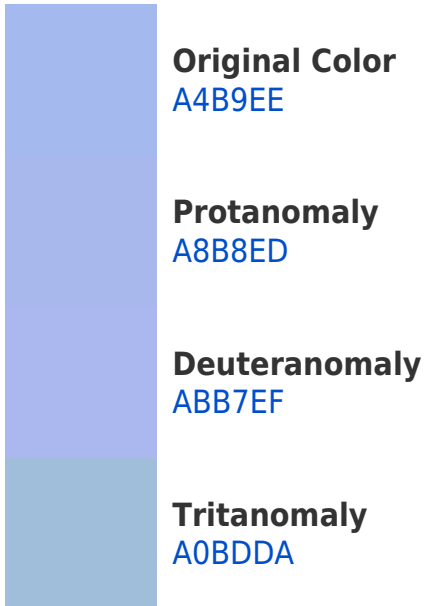 Original Color
A4B9EE
Protanomaly
A8B8ED
Deuteranomaly
ABB7EF
Tritanomaly
A0BDDA